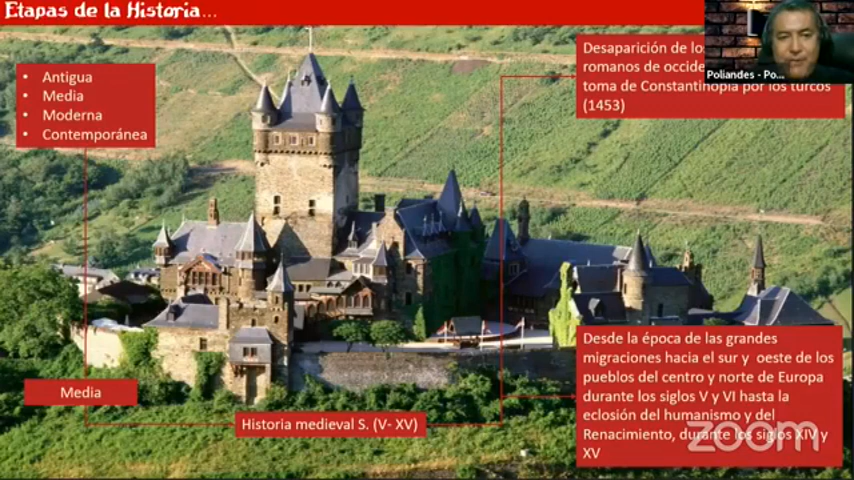 Etapas de la Historia...
Poliandes - Po...
Desaparición de los
romanos de occide
toma de Constantinopla por los turcos
(1453)
• Antigua
• Media
• Moderna
• Contemporánea
Media
Historia medieval S. (V- XV)
Desde la época de las grandes
migraciones hacia el sur y oeste de los
pueblos del centro y norte de Europa
durante los siglos V y VI hasta la
eclosión del humanismo y del
Renacimiento, durante los siglos XIV y
XV
zoom